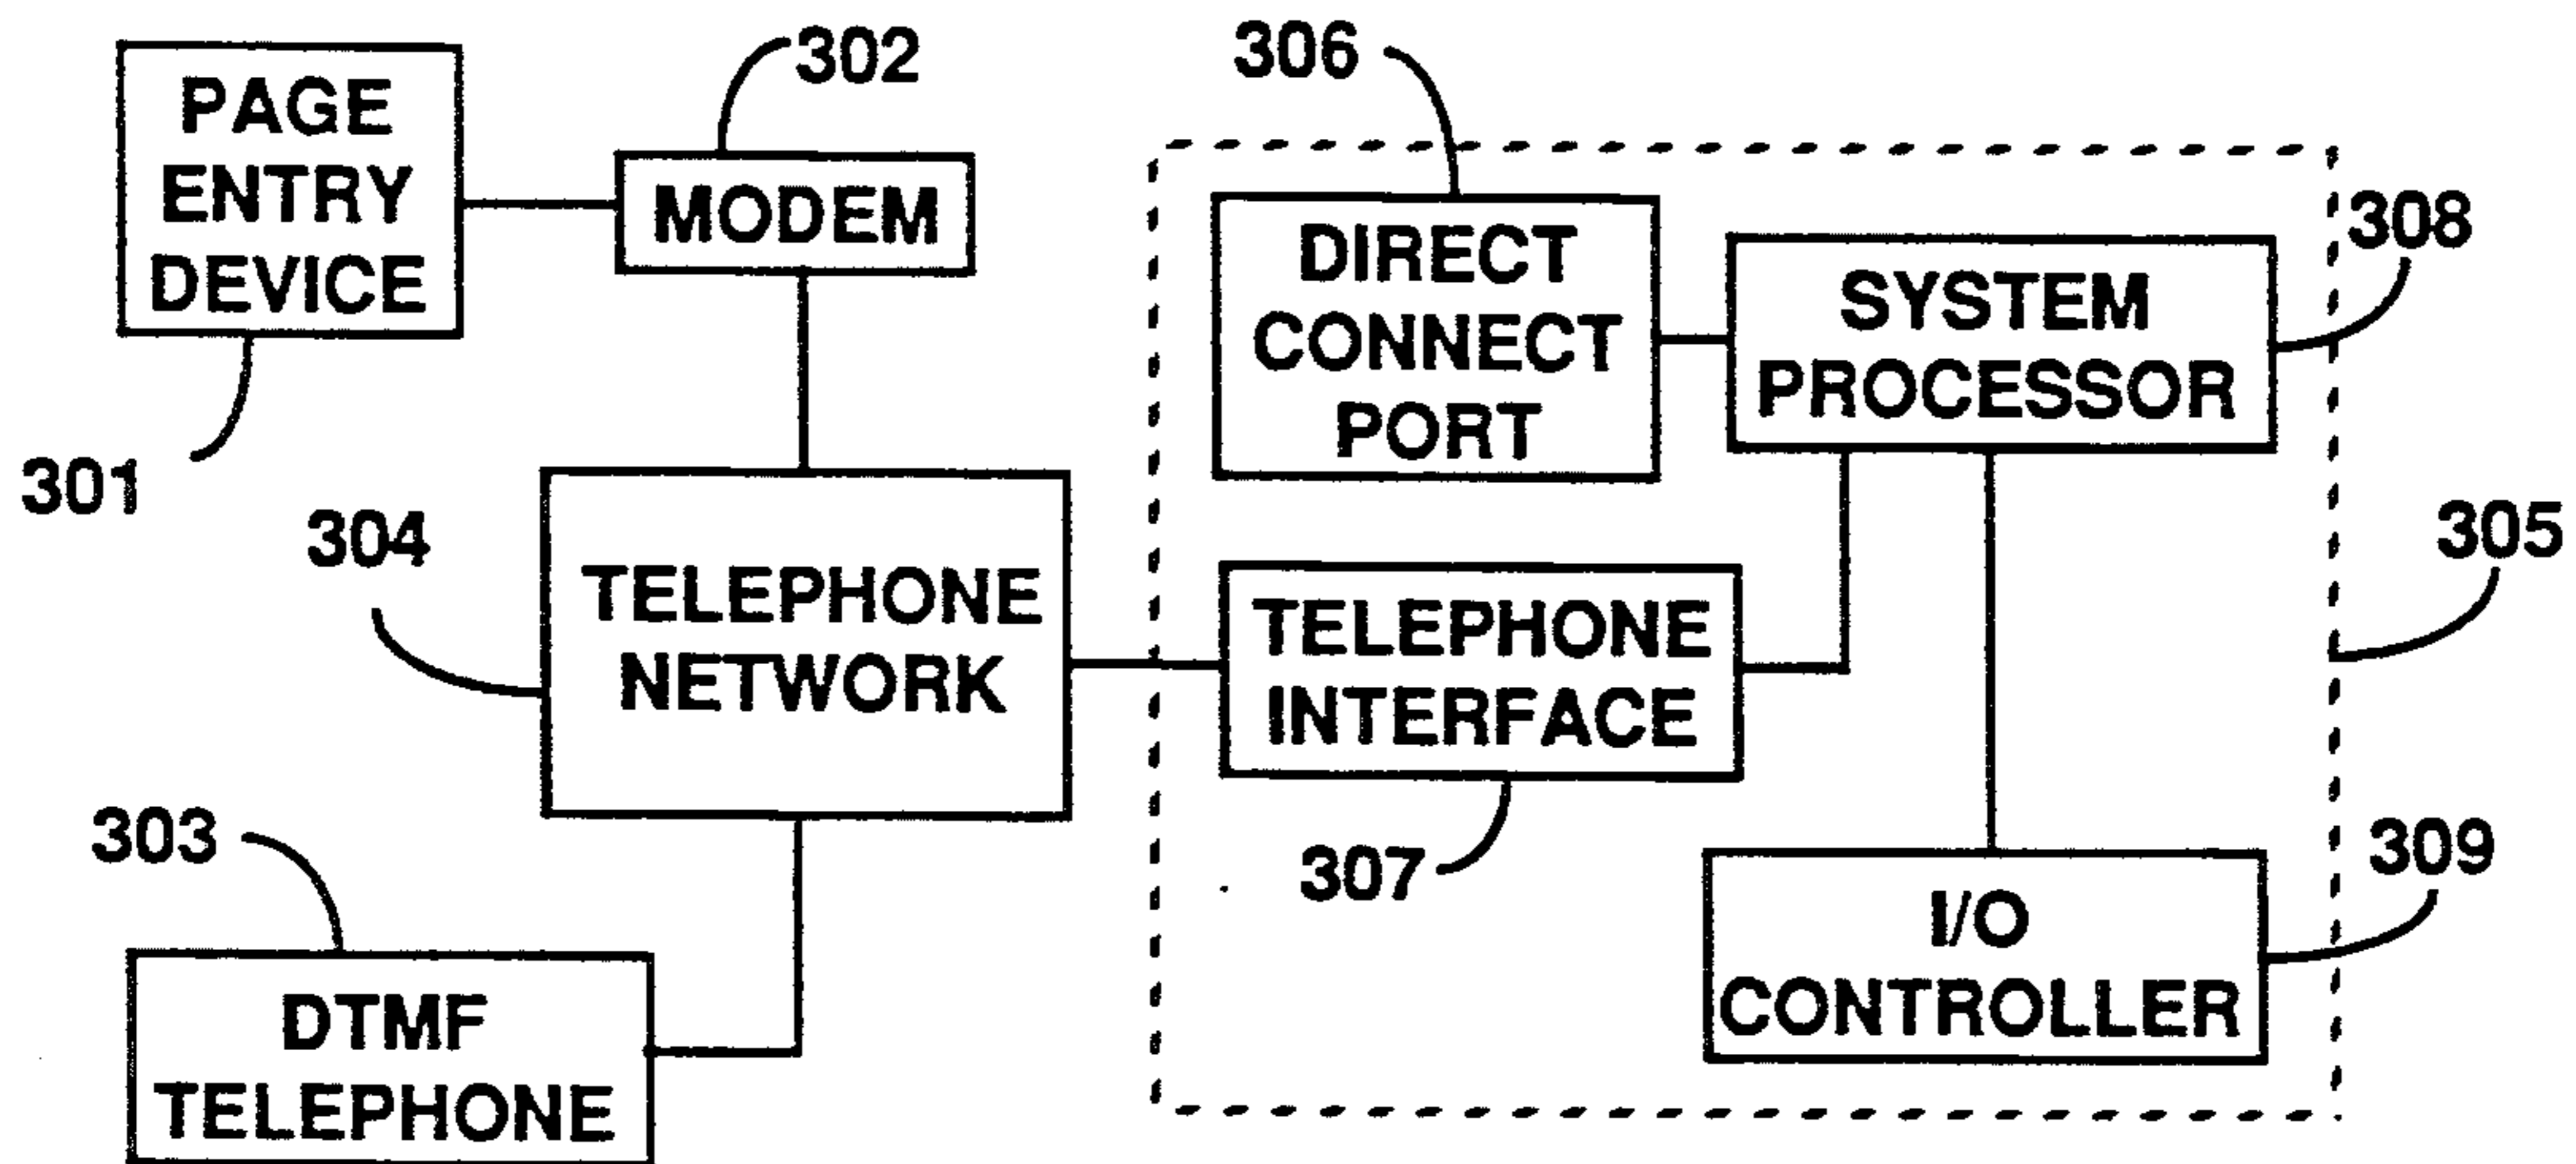 302
306
PAGE
ENTRY
DEVICE
MODEM
308
DIRECT
CONNECT
PORT
SYSTEM
PROCESSOR
301
304
305
TELEPHONE
NETWORK
TELEPHONE
INTERFACE
303
307
309
I/O
CONTROLLER
DTMF
TELEPHONE